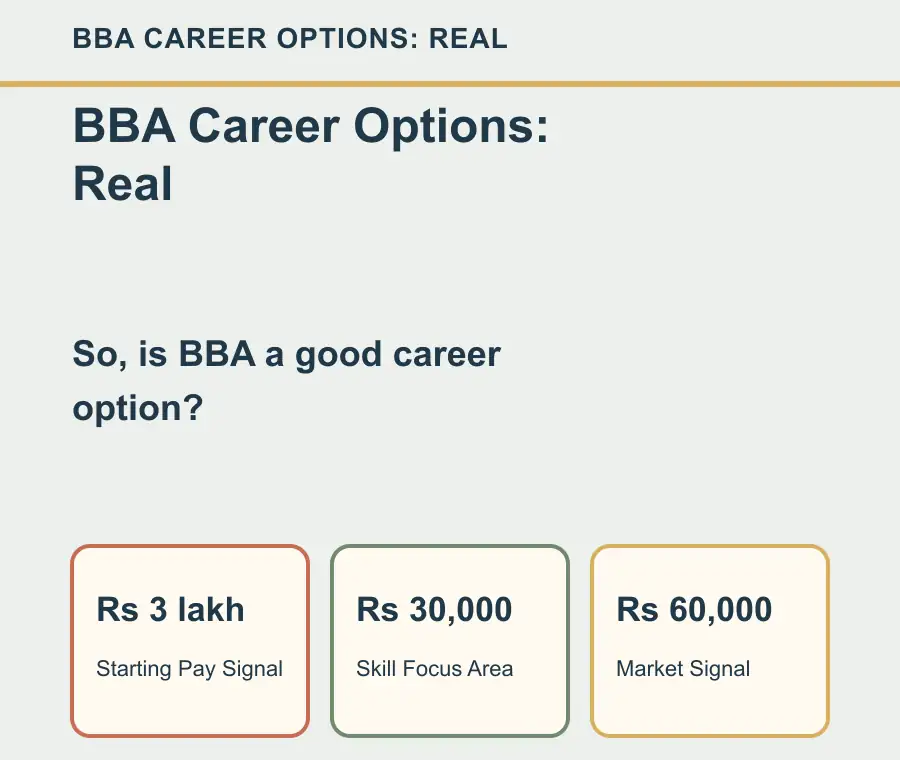 BBA CAREER OPTIONS: REAL
BBA Career Options:
Real
So, is BBA a good career
option?
Rs 3 lakh
Starting Pay Signal
Rs 30,000
Skill Focus Area
Rs 60,000
Market Signal